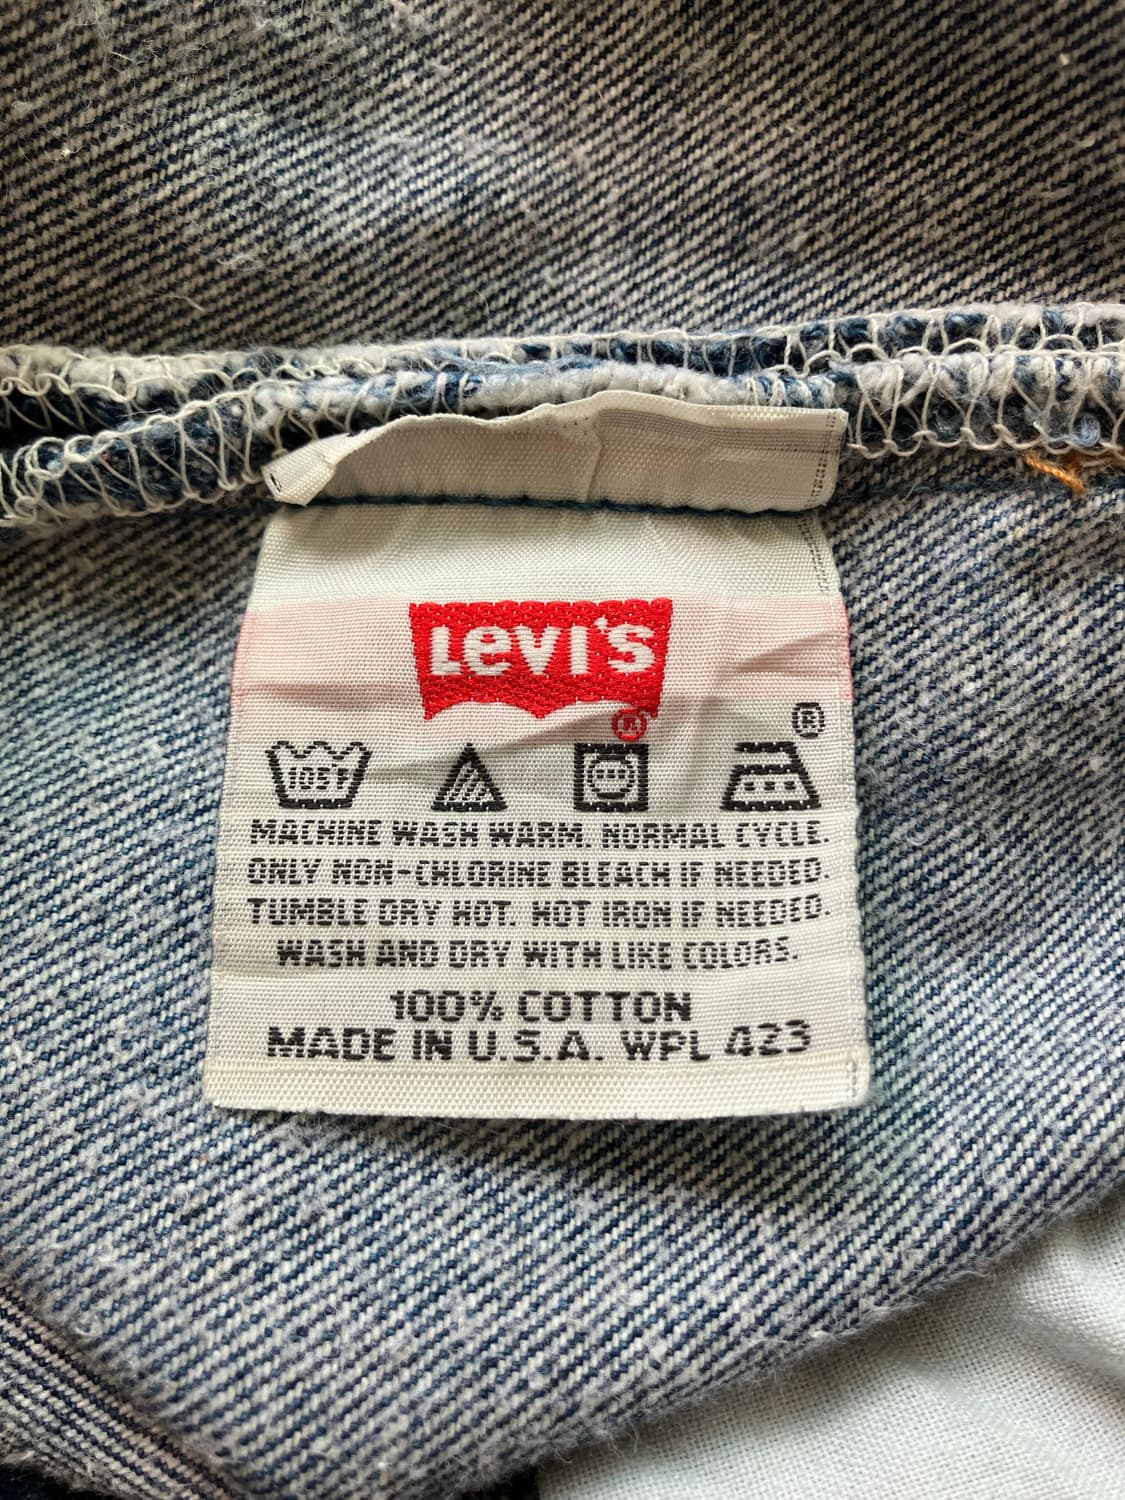 Levi's
®
®
105F
MACHINE WASH WARM. NORMAL CYCLE.
ONLY NON-CHLORINE BLEACH IF NEEDED.
TUMBLE DRY HOT. HOT IRON IF NEEDED.
WASH AND DRY WITH LIKE COLORS.
100% COTTON
MADE IN U.S.A. WPL 423